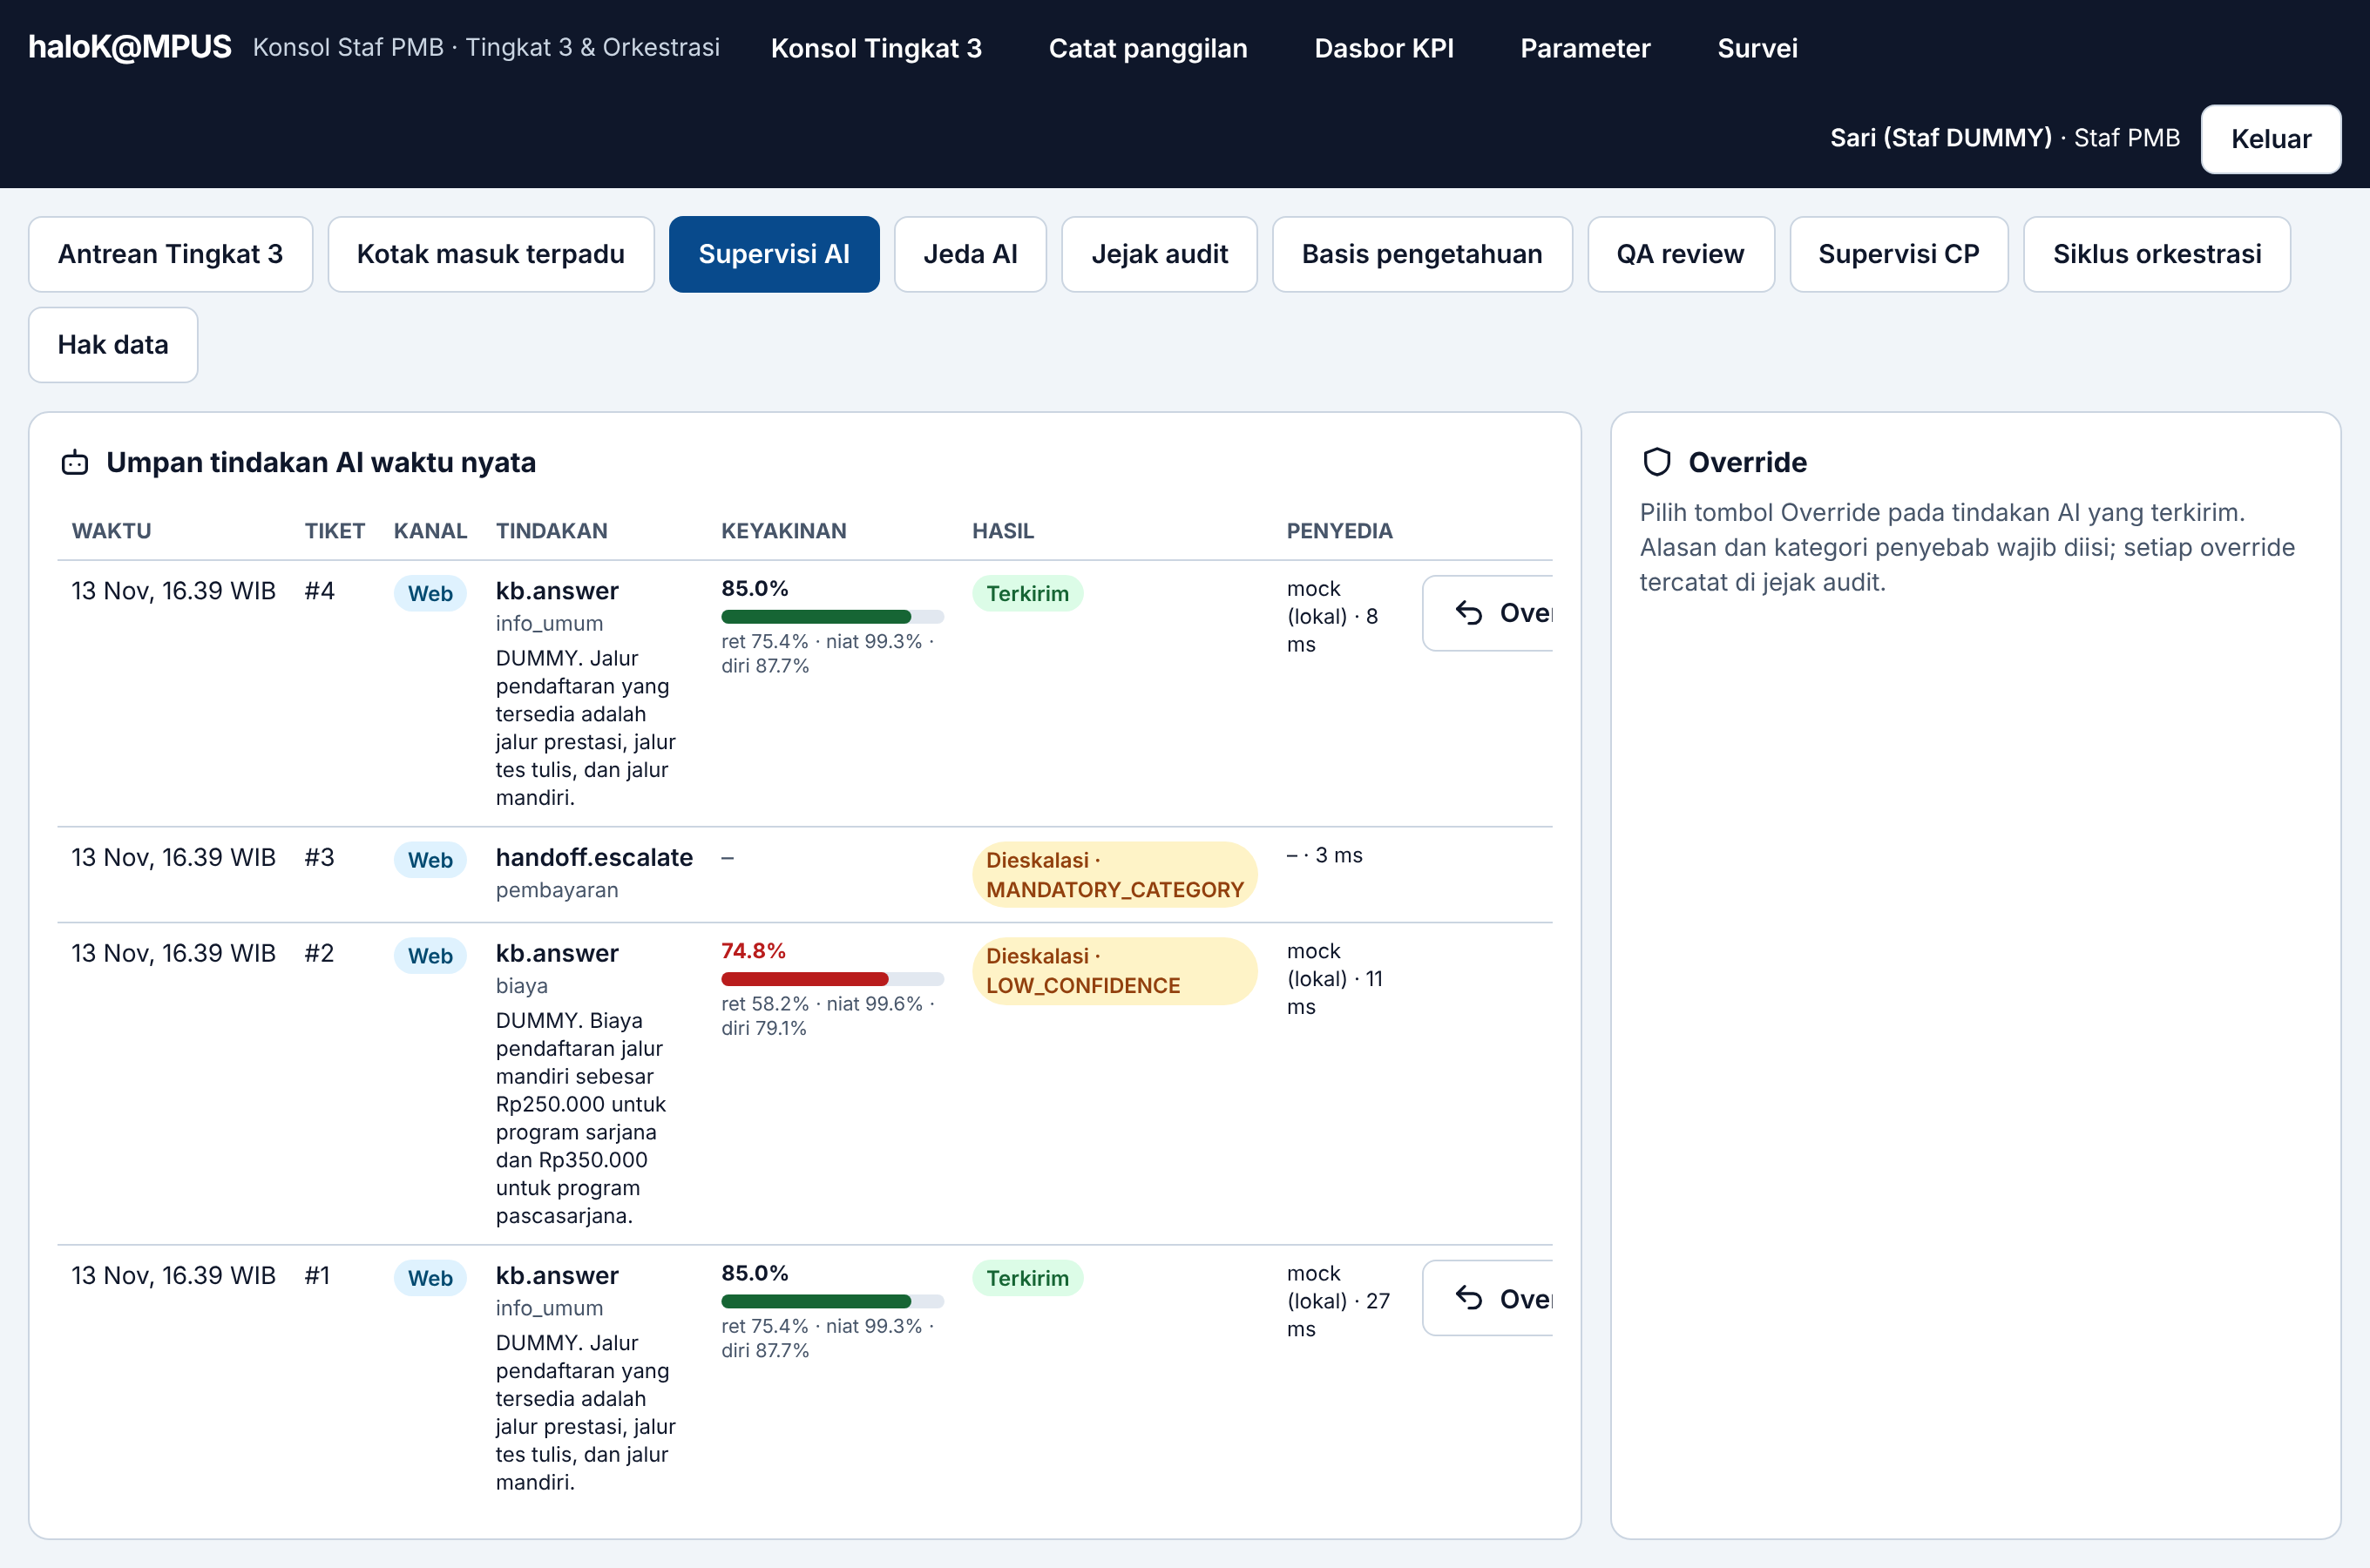 haloK@MPUS Konsol Staf PMB · Tingkat 3 & Orkestrasi Konsol Tingkat 3 Catat panggilan Dasbor KPI Parameter Survei
Sari (Staf DUMMY) · Staf PMB Keluar
Antrean Tingkat 3 Kotak masuk terpadu Supervisi AI Jeda AI Jejak audit Basis pengetahuan QA review Supervisi CP Siklus orkestrasi
Hak data
Umpan tindakan AI waktu nyata
WAKTU TIKET KANAL TINDAKAN KEYAKINAN HASIL PENYEDIA
13 Nov, 16.39 WIB #4 Web kb.answer 85.0% Terkirim mock
(lokal) · 8
ms
Over
info_umum
ret 75.4% · niat 99.3% ·
diri 87.7%
DUMMY. Jalur
pendaftaran yang
tersedia adalah
jalur prestasi, jalur
tes tulis, dan jalur
mandiri.
13 Nov, 16.39 WIB #3 Web handoff.escalate – Dieskalasi ·
MANDATORY_CATEGORY
– · 3 ms
pembayaran
13 Nov, 16.39 WIB #2 Web kb.answer 74.8% Dieskalasi ·
LOW_CONFIDENCE
mock
(lokal) · 11
ms
biaya
ret 58.2% · niat 99.6% ·
diri 79.1%
DUMMY. Biaya
pendaftaran jalur
mandiri sebesar
Rp250.000 untuk
program sarjana
dan Rp350.000
untuk program
pascasarjana.
13 Nov, 16.39 WIB #1 Web kb.answer 85.0% Terkirim mock
(lokal) · 27
ms
Over
info_umum
ret 75.4% · niat 99.3% ·
diri 87.7%
DUMMY. Jalur
pendaftaran yang
tersedia adalah
jalur prestasi, jalur
tes tulis, dan jalur
mandiri.
Override
Pilih tombol Override pada tindakan AI yang terkirim.
Alasan dan kategori penyebab wajib diisi; setiap override
tercatat di jejak audit.